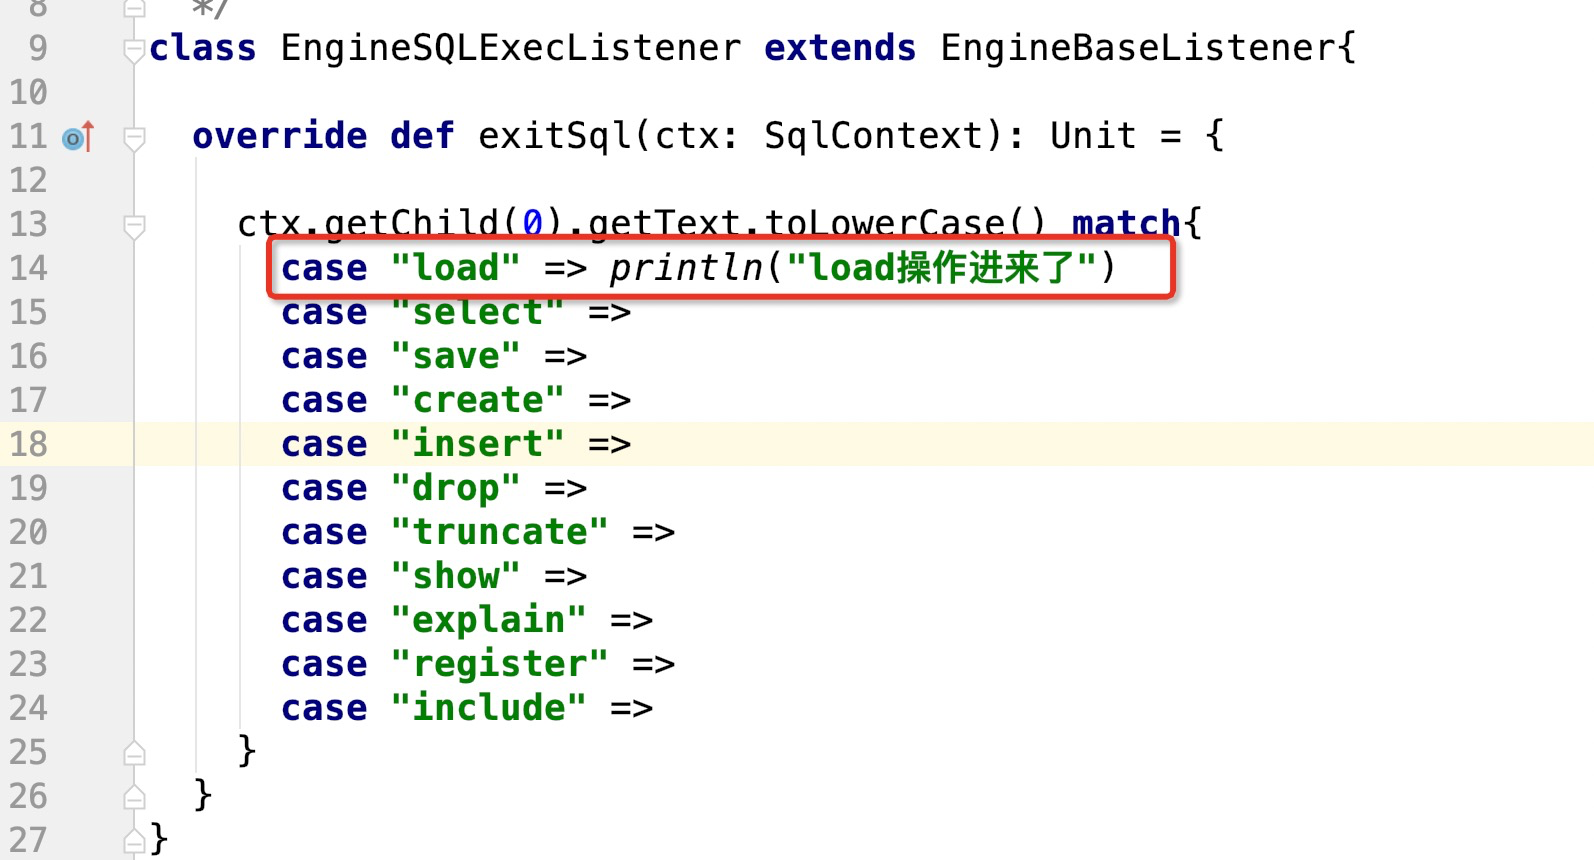 8 */
9 class EngineSQLExecListener extends EngineBaseListener{
10
11 override def exitSql(ctx: SqlContext): Unit = {
12
13 ctx.getChild(0).getText.toLowerCase() match{
14 case "load" => println("load操作进来了")
15 case "select" =>
16 case "save" =>
17 case "create" =>
18 case "insert" =>
19 case "drop" =>
20 case "truncate" =>
21 case "show" =>
22 case "explain" =>
23 case "register" =>
24 case "include" =>
25 }
26 }
27 }